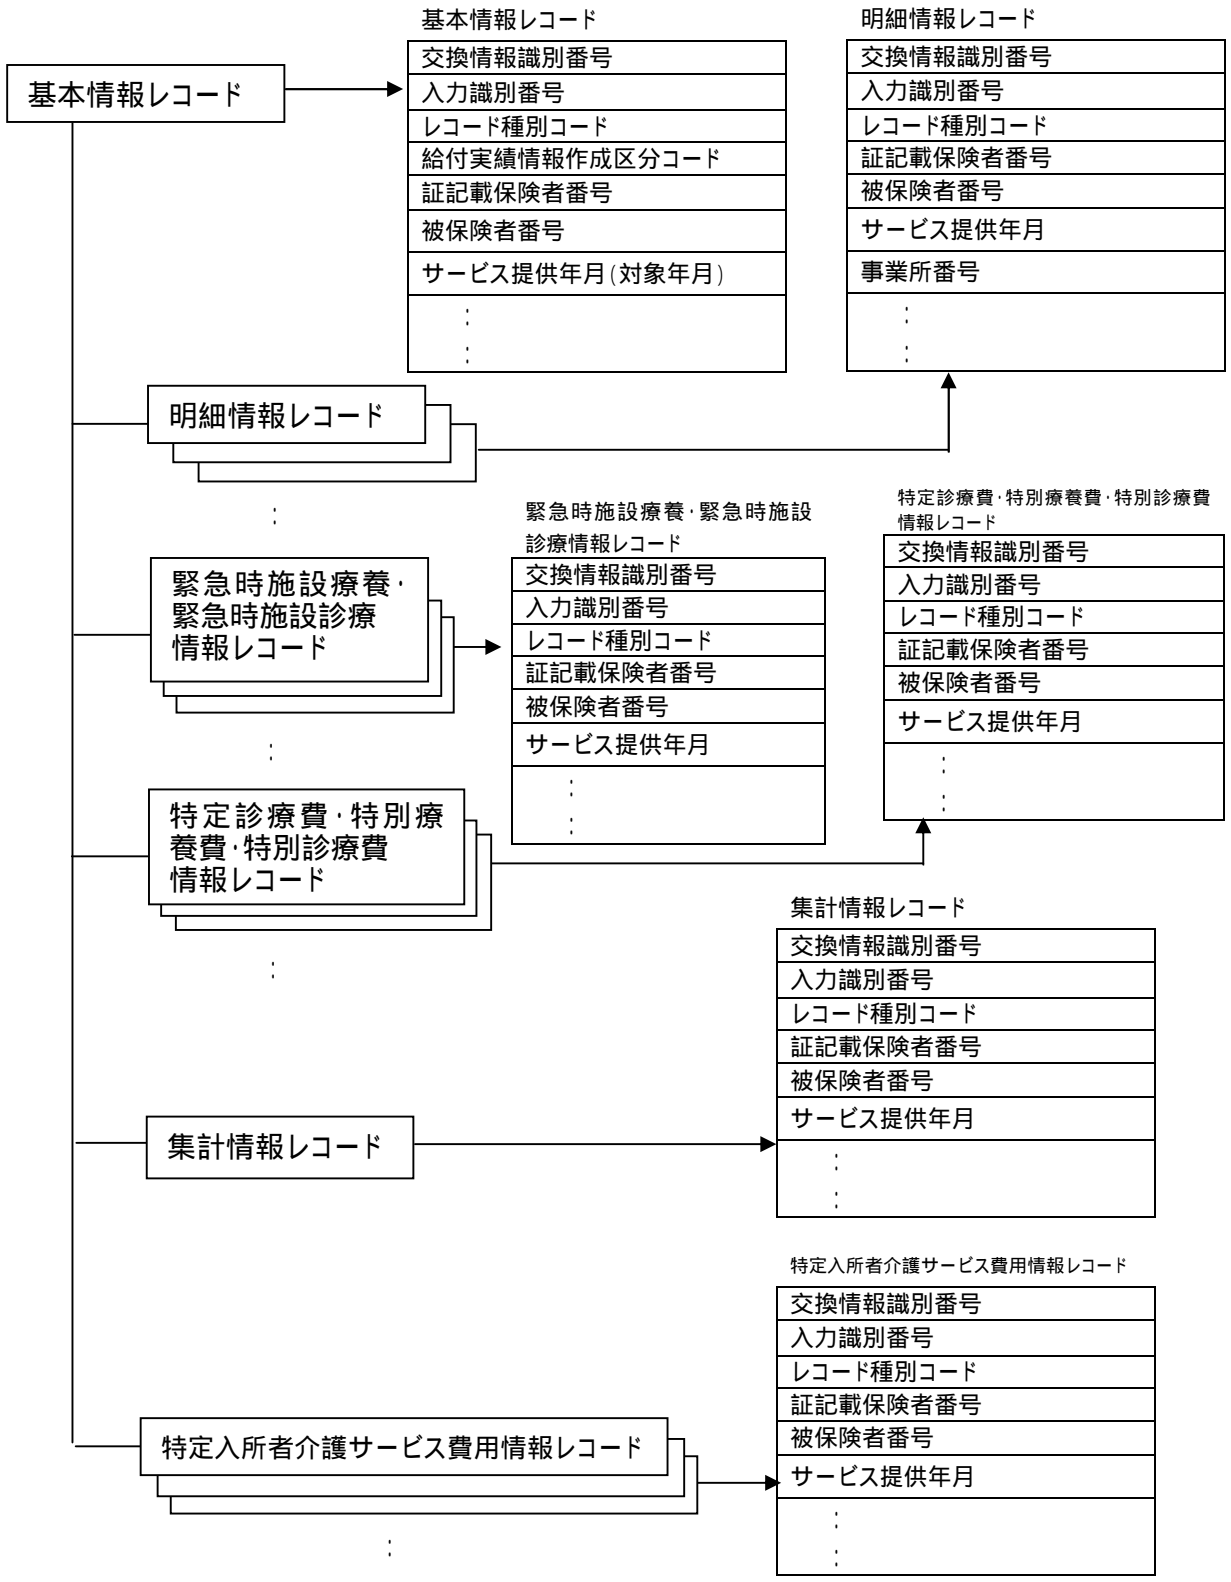 基本情報レコード
基本情報レコード
交換情報識別番号
入力識別番号
レコード種別コード
給付実績情報作成区分コード
証記載保険者番号
被保険者番号
サービス提供年月(対象年月)
:
:
明細情報レコード
交換情報識別番号
入力識別番号
レコード種別コード
証記載保険者番号
被保険者番号
サービス提供年月
事業所番号
:
:
明細情報レコード
:
緊急時施設療養・
緊急時施設診療
情報レコード
:
緊急時施設療養・緊急時施設
診療情報レコード
交換情報識別番号
入力識別番号
レコード種別コード
証記載保険者番号
被保険者番号
サービス提供年月
:
:
特定診療費・特別療養費・特別診療費
情報レコード
交換情報識別番号
入力識別番号
レコード種別コード
証記載保険者番号
被保険者番号
サービス提供年月
:
:
特定診療費・特別療
養費・特別診療費
情報レコード
:
集計情報レコード
集計情報レコード
交換情報識別番号
入力識別番号
レコード種別コード
証記載保険者番号
被保険者番号
サービス提供年月
:
:
特定入所者介護サービス費用情報レコード
:
特定入所者介護サービス費用情報レコード
交換情報識別番号
入力識別番号
レコード種別コード
証記載保険者番号
被保険者番号
サービス提供年月
:
: